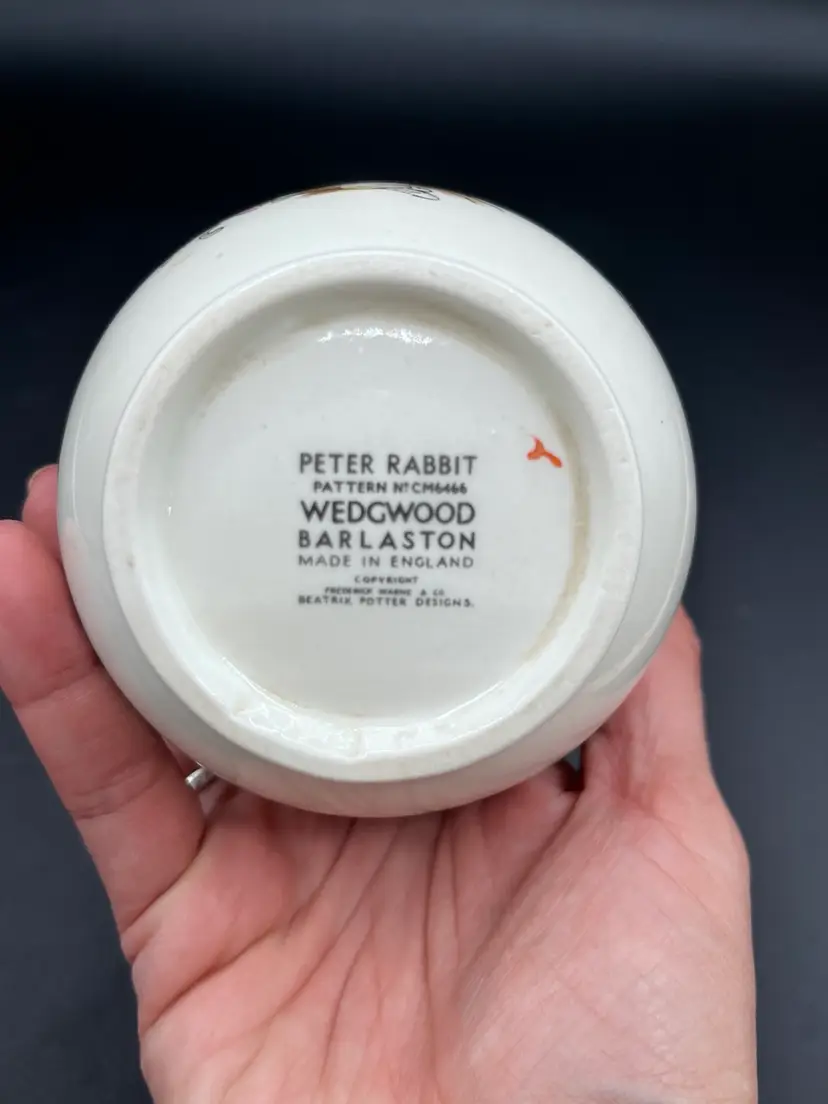 PETER RABBIT
PATTERN Nº CM6466
WEDGWOOD
BARLASTON
MADE IN ENGLAND
COPYRIGHT
FREDERICK WARNE & CO.
BEATRIX POTTER DESIGNS.